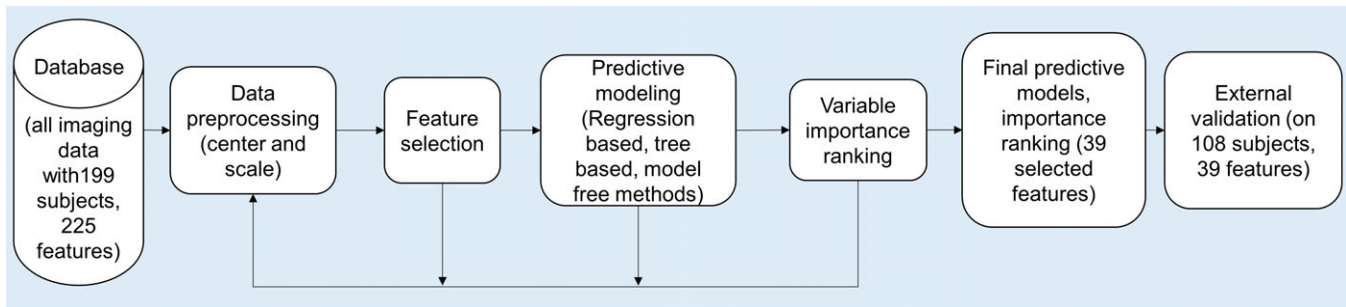 Database
(all imaging
data
with199
subjects,
225
features)
Data
preprocessing
(center and
scale)
Feature
selection
Predictive
modeling
(Regression
based, tree
based, model
free methods)
Variable
importance
ranking
Final predictive
models,
importance
ranking (39
selected
features)
External
validation (on
108 subjects,
39 features)